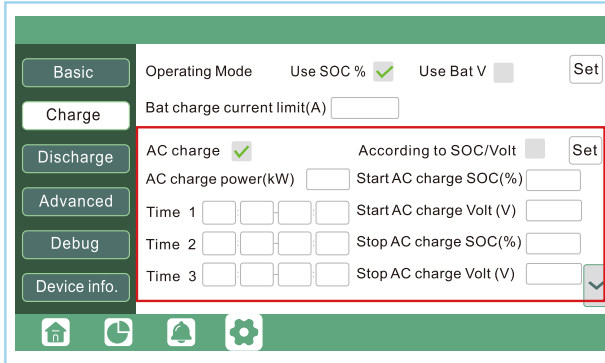 Basic
Charge
Discharge
Advanced
Debug
Device info.
Operating Mode Use SOC % Use Bat V Set
Bat charge current limit(A)
AC charge According to SOC/Volt Set
AC charge power(kW) Start AC charge SOC(%)
Time 1 : - : Start AC charge Volt (V)
Time 2 : - : Stop AC charge SOC(%)
Time 3 : - : Stop AC charge Volt (V)